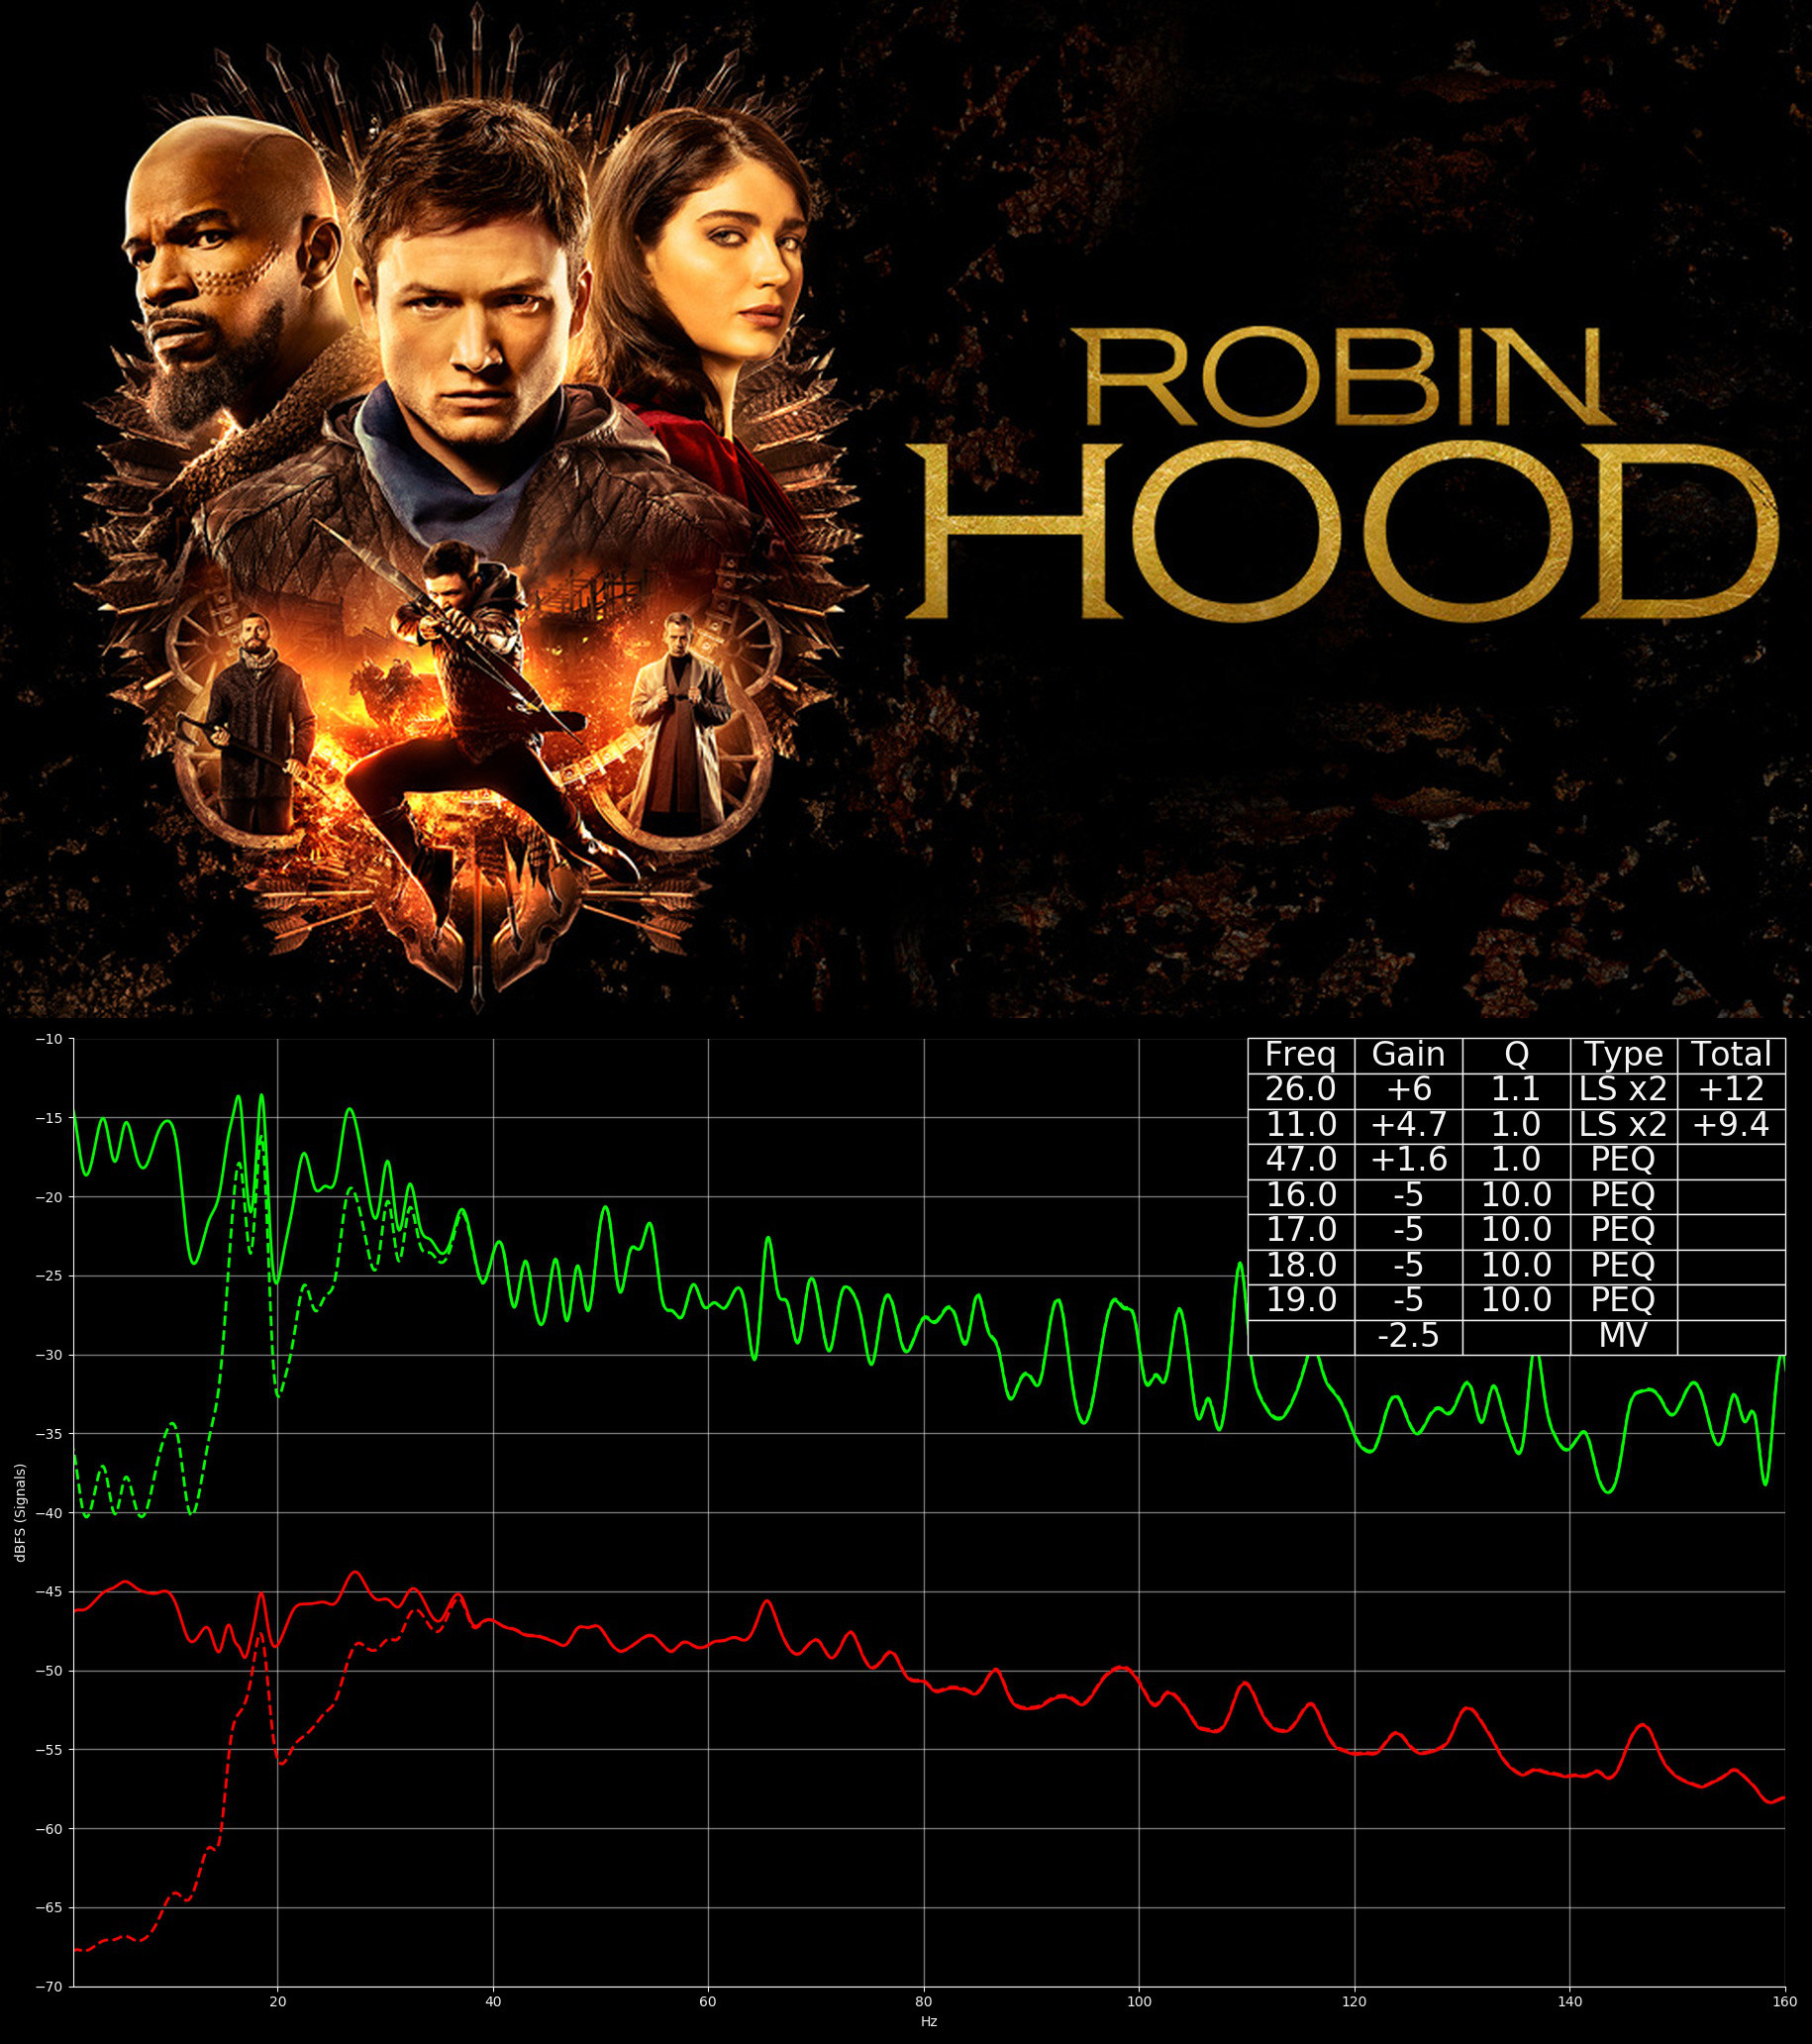 ROBIN
HOOD
Freq Gain Q Type Total
26.0 +6 1.1 LS x2 +12
11.0 +4.7 1.0 LS x2 +9.4
47.0 +1.6 1.0 PEQ
16.0 -5 10.0 PEQ
17.0 -5 10.0 PEQ
18.0 -5 10.0 PEQ
19.0 -5 10.0 PEQ
-2.5 MV
−10
−15
−20
−25
−30
−35
−40
−45
−50
−55
−60
−65
−70
dBFS (Signals)
20 40 60 80 100 120 140 160
Hz